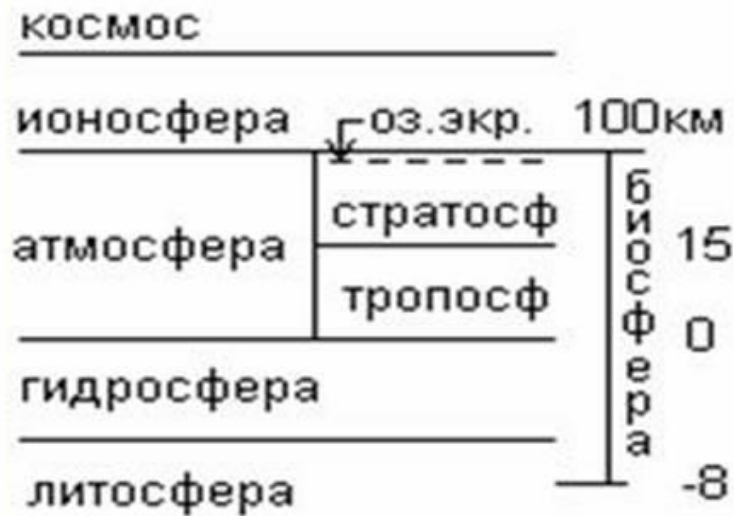 космос
ионосфера оз.экр. 100км
стратосф
атмосфера 15
тропосф
0
гидросфера
биосфера
литосфера -8